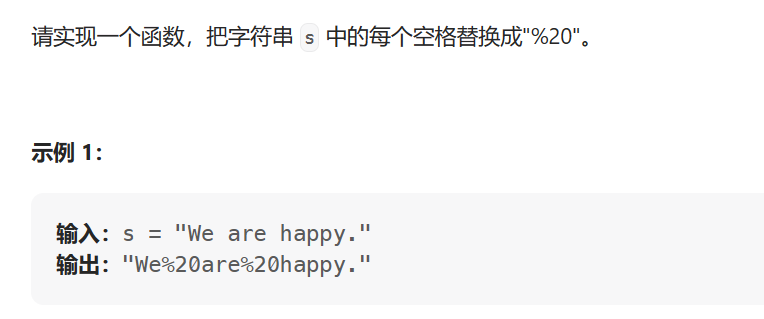 请实现一个函数，把字符串 s 中的每个空格替换成"%20"。
示例 1：
输入：s = "We are happy."
输出："We%20are%20happy."